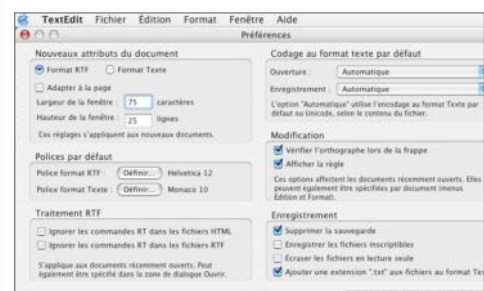 TextEdit Fichier Édition Format Fenêtre Aide
Préférences
Nouveaux attributs du document
Format RTF Format Texte
Adapter à la page
Largeur de la fenêtre : 75 caractères
Hauteur de la fenêtre : 25 lignes
Ces réglages s'appliquent aux nouveaux documents.
Polices par défaut
Police format RTF : Définir... Helvetica 12
Police format Texte : Définir... Monaco 10
Traitement RTF
Ignorer les commandes RT dans les fichiers HTML
Ignorer les commandes RT dans les fichiers RTF
S'applique aux documents récemment ouverts. Peut
également être spécifié dans la zone de dialogue Ouvrir.
Codage au format texte par défaut
Ouverture : Automatique
Enregistrement : Automatique
L'option "Automatique" utilise l'encodage au format Texte par
défaut ou Unicode, selon le contenu du fichier.
Modification
Vérifier l'orthographe lors de la frappe
Afficher la règle
Ces options affectent les documents récemment ouverts. Elles
peuvent également être spécifiées par document (menus
Édition et Format).
Enregistrement
Supprimer la sauvegarde
Enregistrer les fichiers inscriptibles
Écraser les fichiers en lecture seule
Ajouter une extension ".txt" aux fichiers au format Te